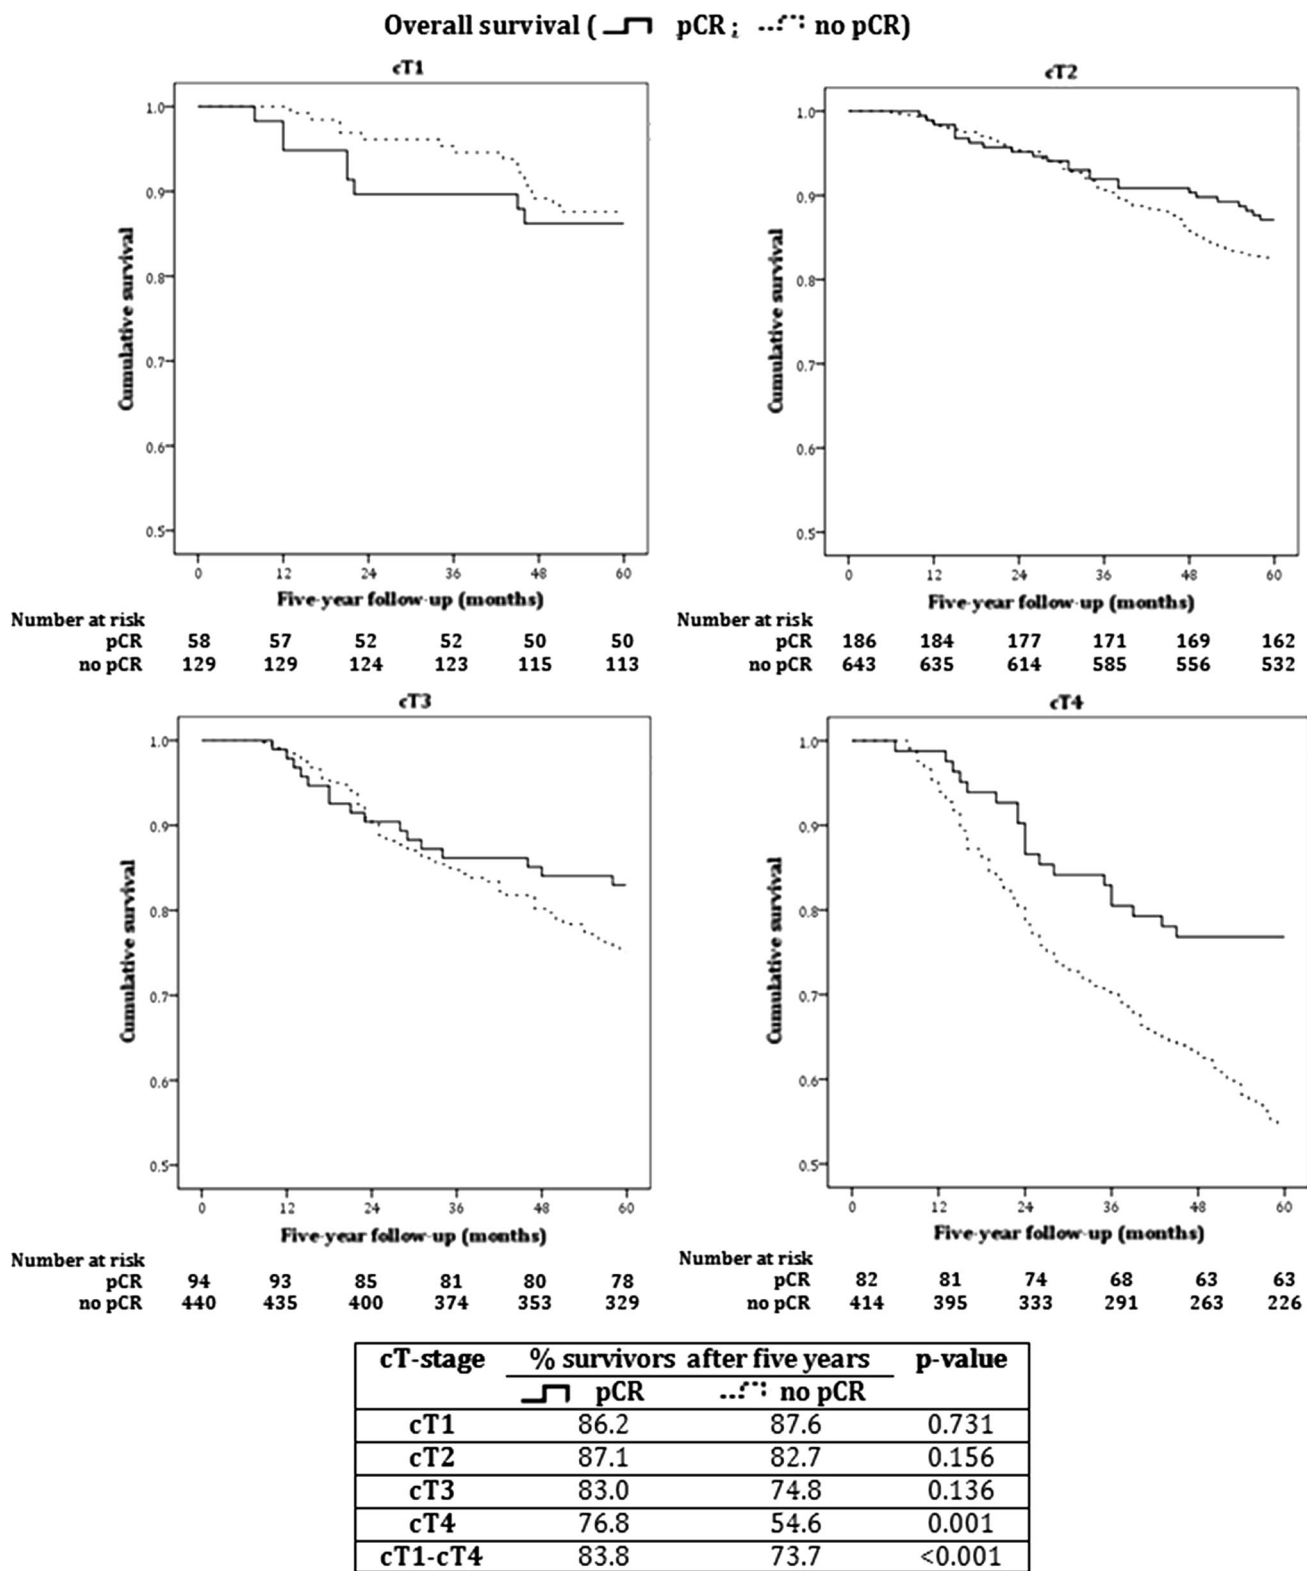 Overall survival ( pCR ; no pCR)
cT1
Cumulative survival
1.0
0.9
0.8
0.7
0.6
0.5
0 12 24 36 48 60
Five-year follow-up (months)
Number at risk
pCR 58 57 52 52 50 50
no pCR 129 129 124 123 115 113
cT2
Cumulative survival
1.0
0.9
0.8
0.7
0.6
0.5
0 12 24 36 48 60
Five-year follow-up (months)
Number at risk
pCR 186 184 177 171 169 162
no pCR 643 635 614 585 556 532
cT3
Cumulative survival
1.0
0.9
0.8
0.7
0.6
0.5
0 12 24 36 48 60
Five-year follow-up (months)
Number at risk
pCR 94 93 85 81 80 78
no pCR 440 435 400 374 353 329
cT4
Cumulative survival
1.0
0.9
0.8
0.7
0.6
0.5
0 12 24 36 48 60
Five-year follow-up (months)
Number at risk
pCR 82 81 74 68 63 63
no pCR 414 395 333 291 263 226
cT-stage % survivors after five years p-value
pCR no pCR
cT1 86.2 87.6 0.731
cT2 87.1 82.7 0.156
cT3 83.0 74.8 0.136
cT4 76.8 54.6 0.001
cT1-cT4 83.8 73.7 <0.001